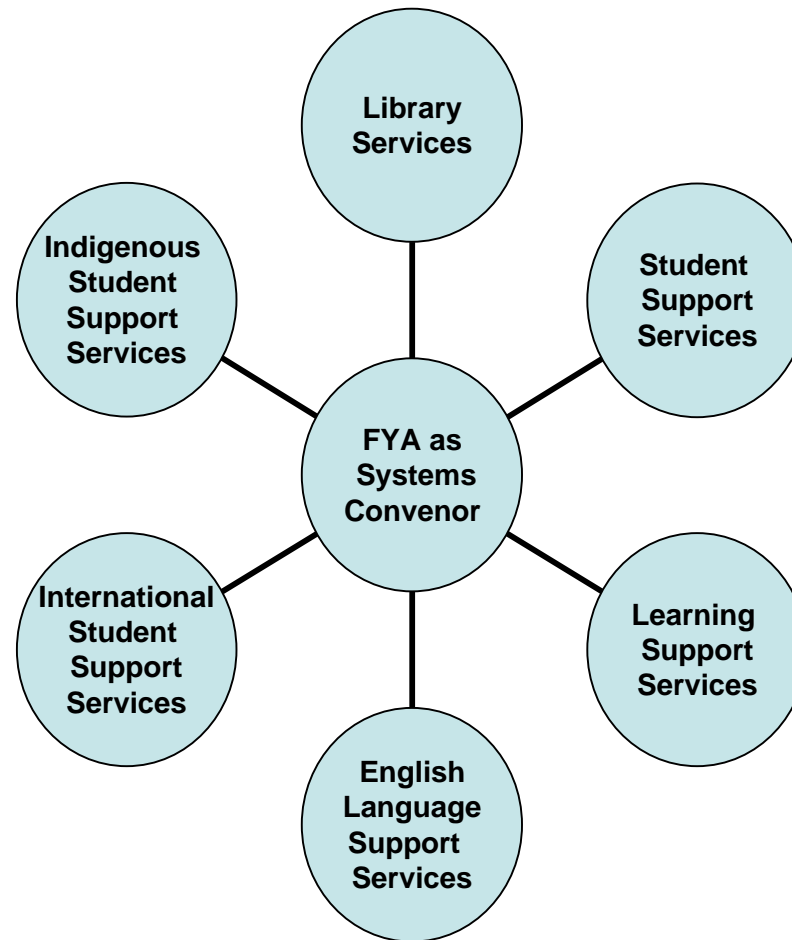 Library
Services
Indigenous
Student
Support
Services
Student
Support
Services
FYA as
Systems
Convenor
International
Student
Support
Services
Learning
Support
Services
English
Language
Support
Services